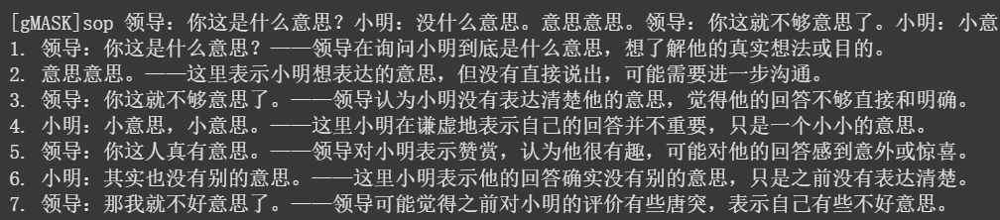 [gMASK]sop 领导：你这是什么意思？小明：没什么意思。意思意思。领导：你这就不够意思了。小明：小意
1. 领导：你这是什么意思？——领导在询问小明到底是什么意思，想了解他的真实想法或目的。
2. 意思意思。——这里表示小明想表达的意思，但没有直接说出，可能需要进一步沟通。
3. 领导：你这就不够意思了。——领导认为小明没有表达清楚他的意思，觉得他的回答不够直接和明确。
4. 小明：小意思，小意思。——这里小明在谦虚地表示自己的回答并不重要，只是一个小小的意思。
5. 领导：你这人真有意思。——领导对小明表示赞赏，认为他很有趣，可能对他的回答感到意外或惊喜。
6. 小明：其实也没有别的意思。——这里小明表示他的回答确实没有别的意思，只是之前没有表达清楚。
7. 领导：那我就不好意思了。——领导可能觉得之前对小明的评价有些唐突，表示自己有些不好意思。